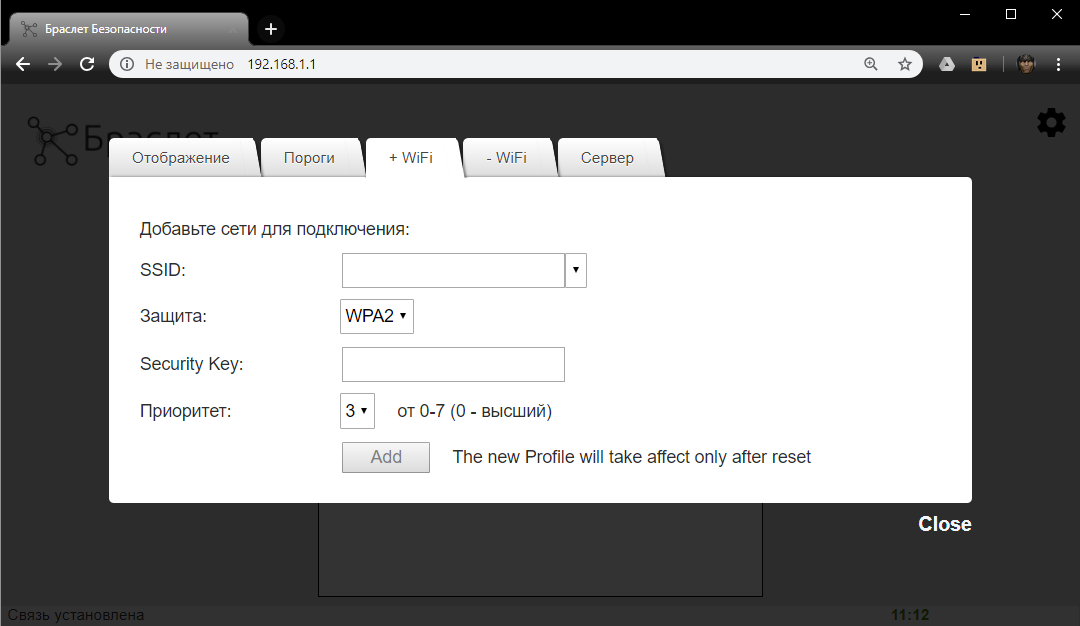 Браслет Безопасности
Не защищено 192.168.1.1
Браслет
Отображение Пороги + WiFi - WiFi Сервер
Добавьте сети для подключения:
SSID:
Защита: WPA2
Security Key:
Приоритет: 3 от 0-7 (0 - высший)
Add The new Profile will take affect only after reset
Close
Связь установлена 11:12